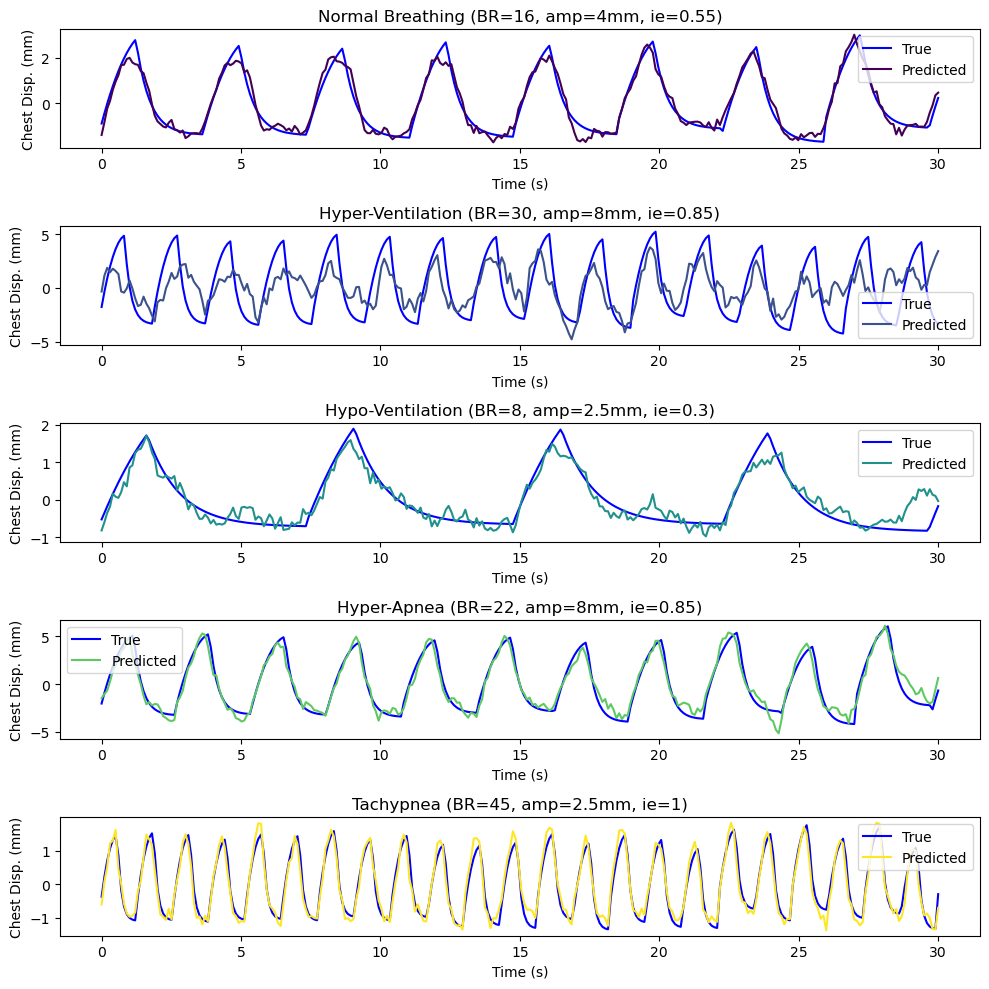 Normal Breathing (BR=16, amp=4mm, ie=0.55)
Chest Disp. (mm)
2
0
True
Predicted
0 5 10 15 20 25 30
Time (s)
Hyper-Ventilation (BR=30, amp=8mm, ie=0.85)
Chest Disp. (mm)
5
0
−5
True
Predicted
0 5 10 15 20 25 30
Time (s)
Hypo-Ventilation (BR=8, amp=2.5mm, ie=0.3)
Chest Disp. (mm)
2
1
0
−1
True
Predicted
0 5 10 15 20 25 30
Time (s)
Hyper-Apnea (BR=22, amp=8mm, ie=0.85)
Chest Disp. (mm)
5
0
−5
True
Predicted
0 5 10 15 20 25 30
Time (s)
Tachypnea (BR=45, amp=2.5mm, ie=1)
Chest Disp. (mm)
1
0
−1
True
Predicted
0 5 10 15 20 25 30
Time (s)